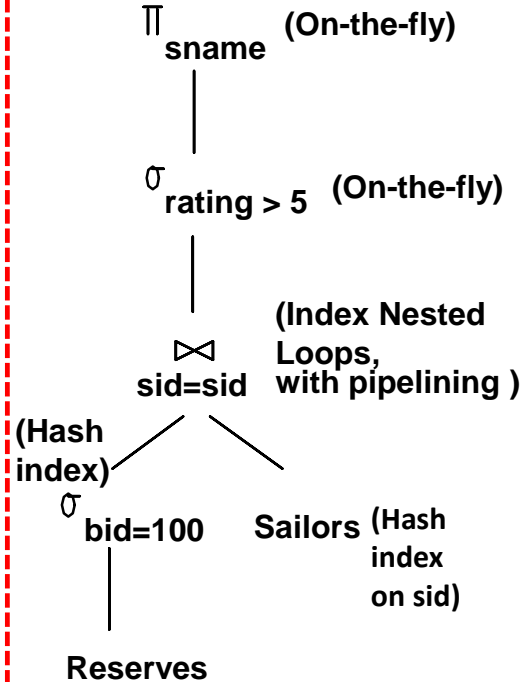 π sname (On-the-fly)
σ rating > 5 (On-the-fly)
(Index Nested
Loops,
with pipelining )
⋈
sid=sid
(Hash
index)
σ bid=100
Sailors (Hash
index
on sid)
Reserves